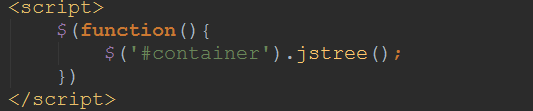 <script>
    $(function(){
        $('#container').jstree();
    })
</script>